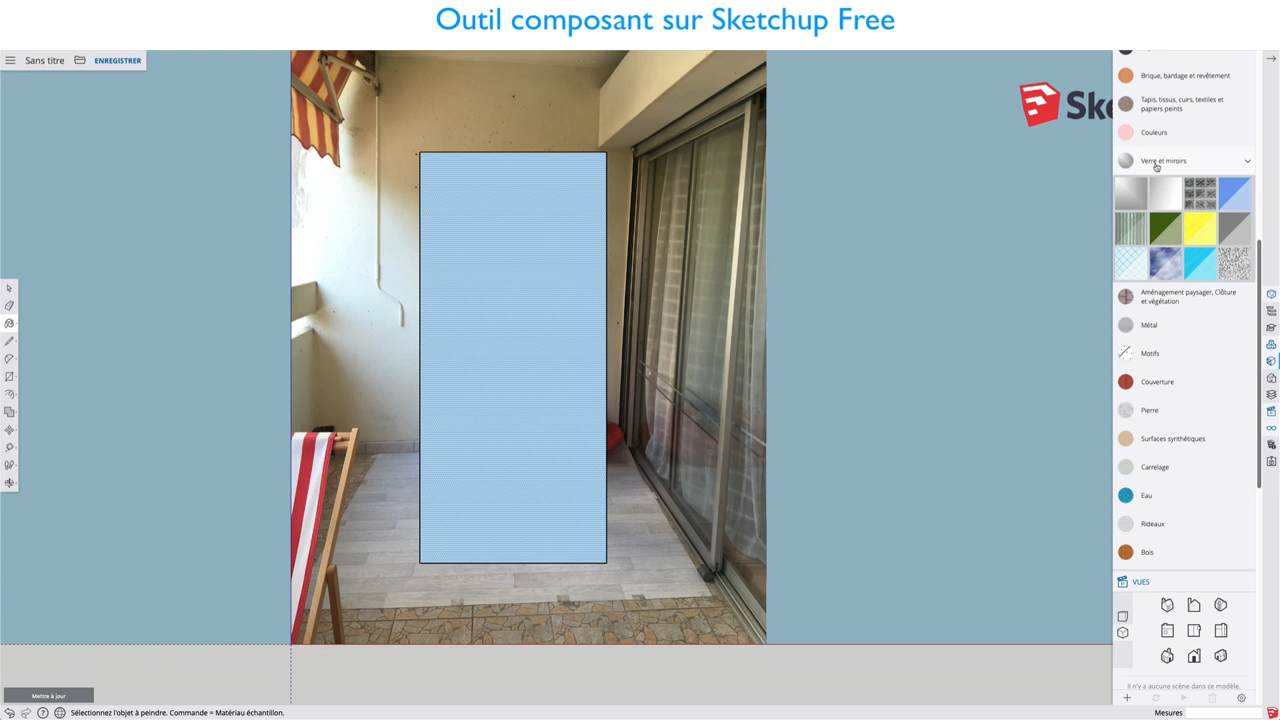 Outil composant sur Sketchup Free
Sans titre
ENREGISTRER
Ske
Brique, bardage et revêtement
Tapis, tissus, cuirs, textiles et
papiers peints
Couleurs
Verre et miroirs
Aménagement paysager, Clôture
et végétation
Métal
Motifs
Couverture
Pierre
Surfaces synthétiques
Carrelage
Eau
Rideaux
Bois
VUES
Il n'y a aucune scène dans ce modèle.
Mettre à jour
Sélectionnez l'objet à peindre. Commande = Matériau échantillon.
Mesures